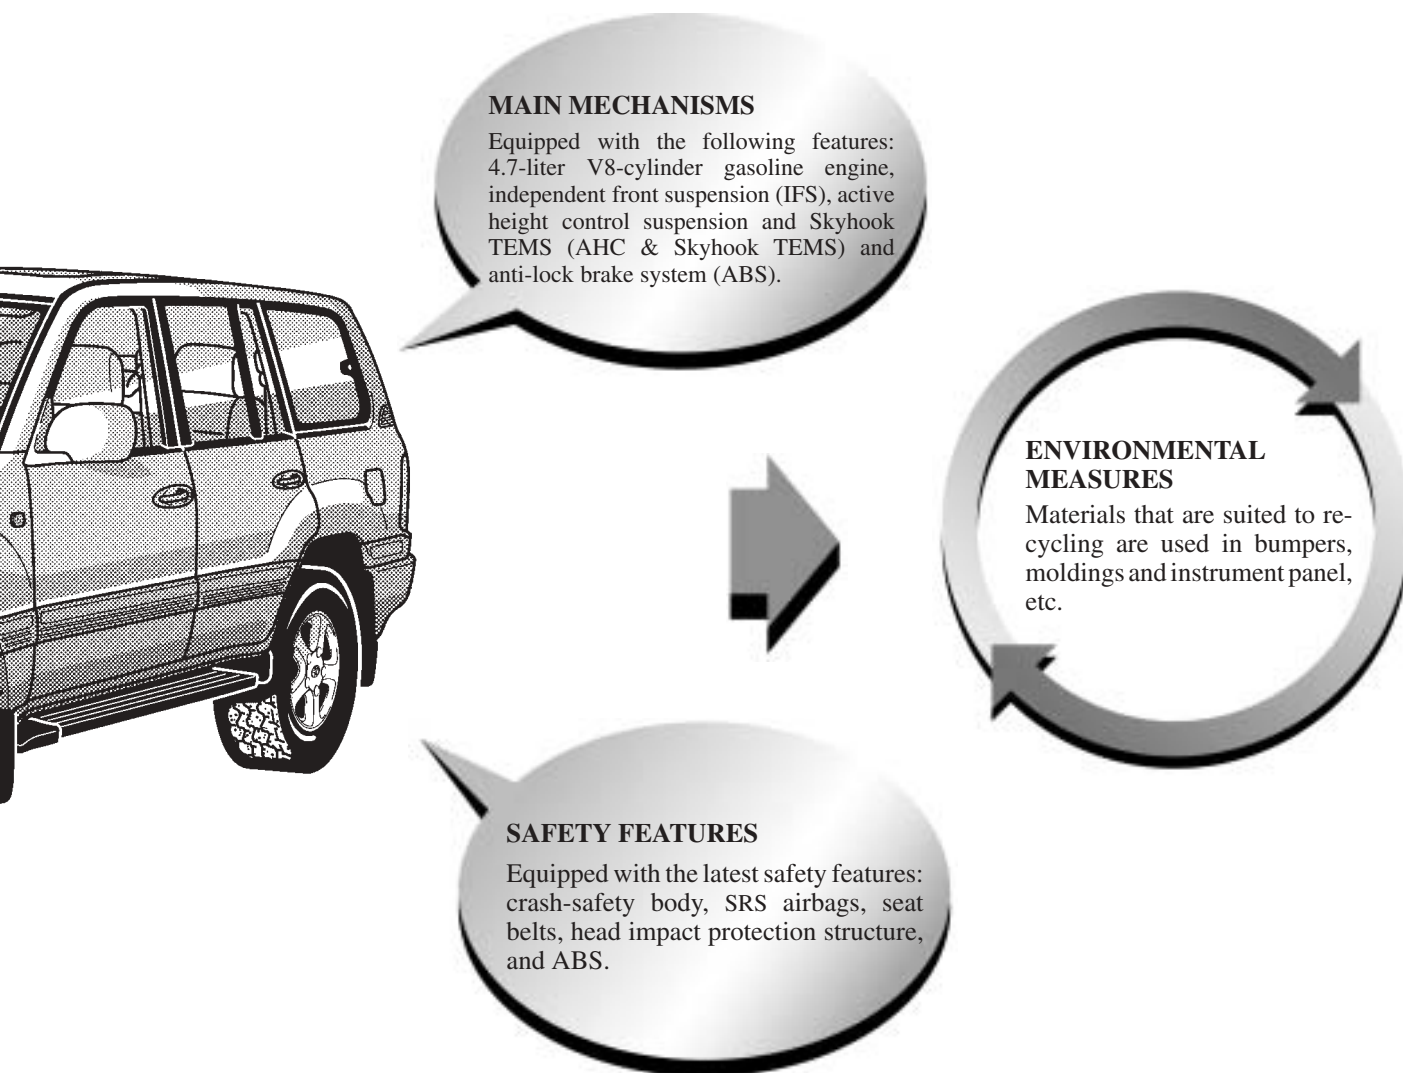 MAIN MECHANISMS
Equipped with the following features:
4.7-liter V8-cylinder gasoline engine,
independent front suspension (IFS), active
height control suspension and Skyhook
TEMS (AHC & Skyhook TEMS) and
anti-lock brake system (ABS).
ENVIRONMENTAL
MEASURES
Materials that are suited to re-
cycling are used in bumpers,
moldings and instrument panel,
etc.
SAFETY FEATURES
Equipped with the latest safety features:
crash-safety body, SRS airbags, seat
belts, head impact protection structure,
and ABS.